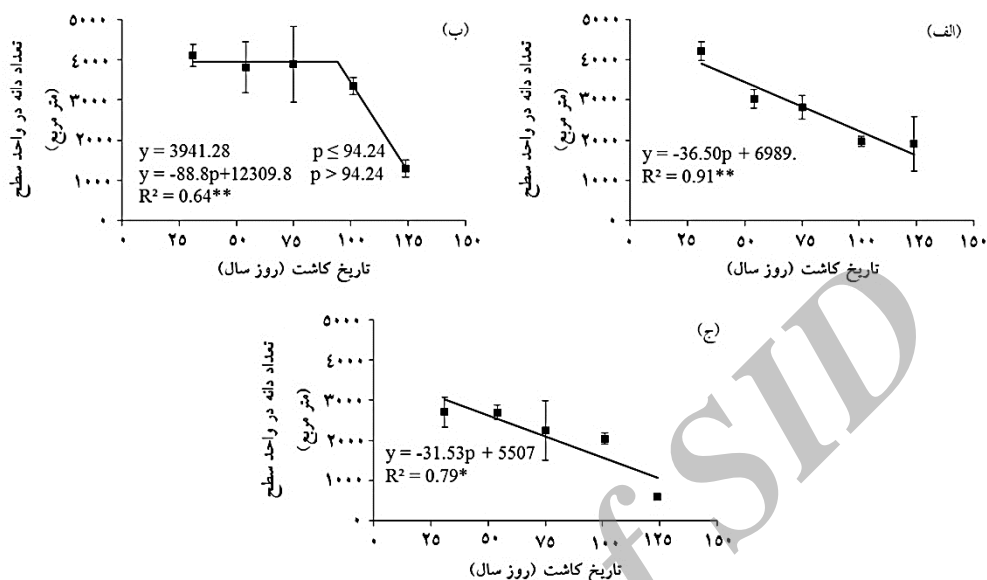 (الف)
تعداد دانه در واحد سطح
(متر مربع)
۵۰۰۰
۴۰۰۰
۳۰۰۰
۲۰۰۰
۱۰۰۰
۰
y = -36.50p + 6989.
R² = 0.91**
۰ ۲۵ ۵۰ ۷۵ ۱۰۰ ۱۲۵ ۱۵۰
تاریخ کاشت (روز سال)
(ب)
تعداد دانه در واحد سطح
(متر مربع)
۵۰۰۰
۴۰۰۰
۳۰۰۰
۲۰۰۰
۱۰۰۰
۰
y = 3941.28 p ≤ 94.24
y = -88.8p+12309.8 p > 94.24
R² = 0.64**
۰ ۲۵ ۵۰ ۷۵ ۱۰۰ ۱۲۵ ۱۵۰
تاریخ کاشت (روز سال)
(ج)
تعداد دانه در واحد سطح
(متر مربع)
۵۰۰۰
۴۰۰۰
۳۰۰۰
۲۰۰۰
۱۰۰۰
۰
y = -31.53p + 5507
R² = 0.79*
۰ ۲۵ ۵۰ ۷۵ ۱۰۰ ۱۲۵ ۱۵۰
تاریخ کاشت (روز سال)
f SID